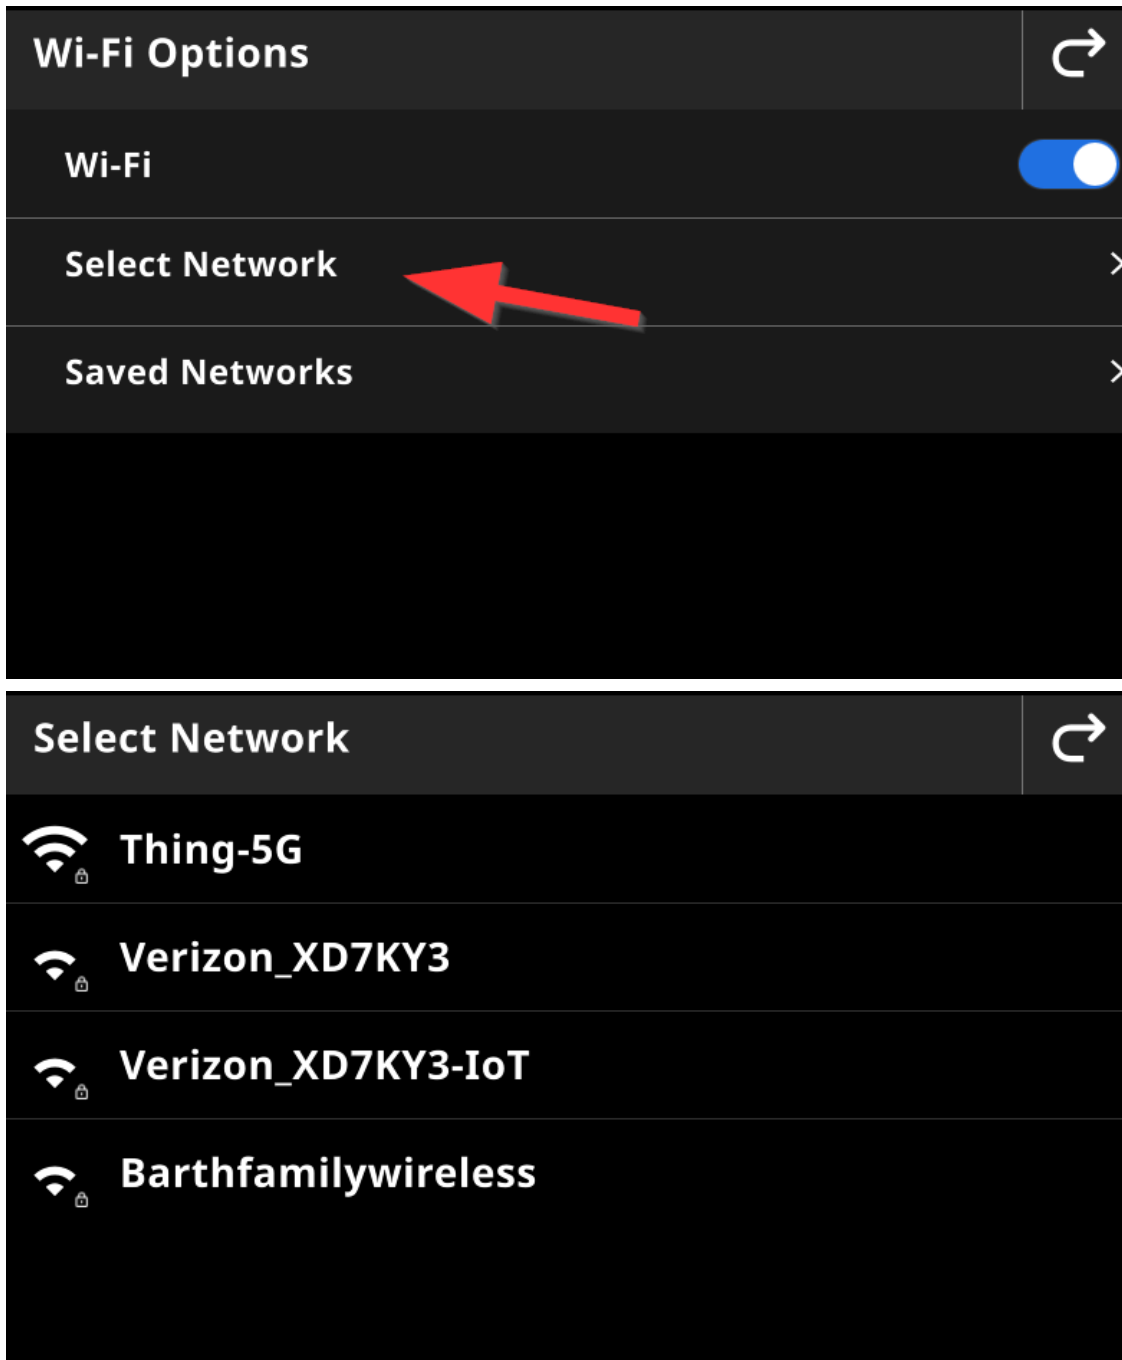 Wi-Fi Options
Wi-Fi
Select Network
Saved Networks
Select Network
Thing-5G
Verizon_XD7KY3
Verizon_XD7KY3-IoT
Barthfamilywireless